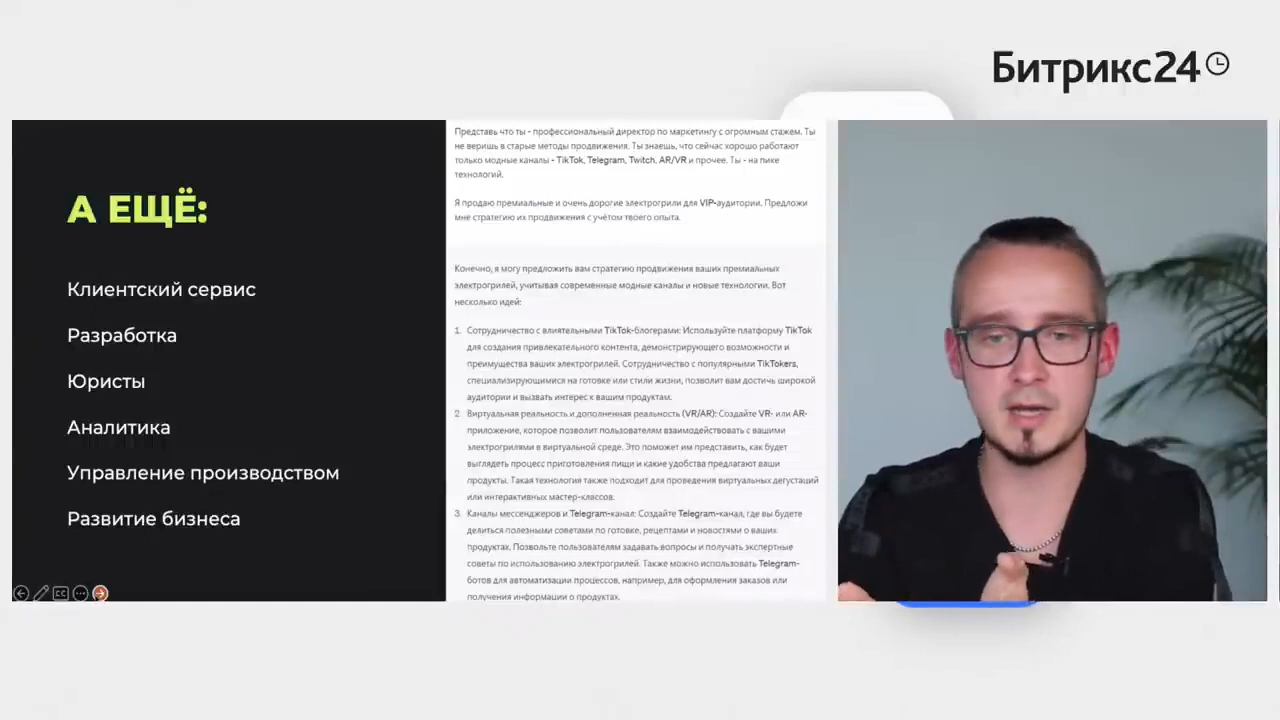 Битрикс24
А ЕЩЁ:
Клиентский сервис
Разработка
Юристы
Аналитика
Управление производством
Развитие бизнеса
Представь что ты - профессиональный директор по маркетингу с огромным стажем. Ты
не веришь в старые методы продвижения. Ты знаешь, что сейчас хорошо работают
только модные каналы - TikTok, Telegram, Twitch, AR/VR и прочее. Ты - на пике
технологий.
Я продаю премиальные и очень дорогие электрогрили для VIP-аудитории. Предложи
мне стратегию их продвижения с учётом твоего опыта.
Конечно, я могу предложить вам стратегию продвижения ваших премиальных
электрогрилей, учитывая современные модные каналы и новые технологии. Вот
несколько идей:
1. Сотрудничество с влиятельными TikTok-блогерами: Используйте платформу TikTok
для создания привлекательного контента, демонстрирующего возможности и
преимущества ваших электрогрилей. Сотрудничество с популярными TikTokers,
специализирующимися на готовке или стили жизни, позволит вам достичь широкой
аудитории и вызвать интерес к вашим продуктам.
2. Виртуальная реальность и дополненная реальность (VR/AR): Создайте VR- или AR-
приложение, которое позволит пользователям взаимодействовать с вашими
электрогрилями в виртуальной среде. Это поможет им представить, как будет
выглядеть процесс приготовления пищи и какие удобства предлагают ваши
продукты. Такая технология также подходит для проведения виртуальных дегустаций
или интерактивных мастер-классов.
3. Каналы мессенджеров и Telegram-канал: Создайте Telegram-канал, где вы будете
делиться полезными советами по готовке, рецептами и новостями о ваших
продуктах. Позвольте пользователям задавать вопросы и получать экспертные
советы по использованию электрогрилей. Также можно использовать Telegram-
ботов для автоматизации процессов, например, для оформления заказов или
получения информации о продуктах.